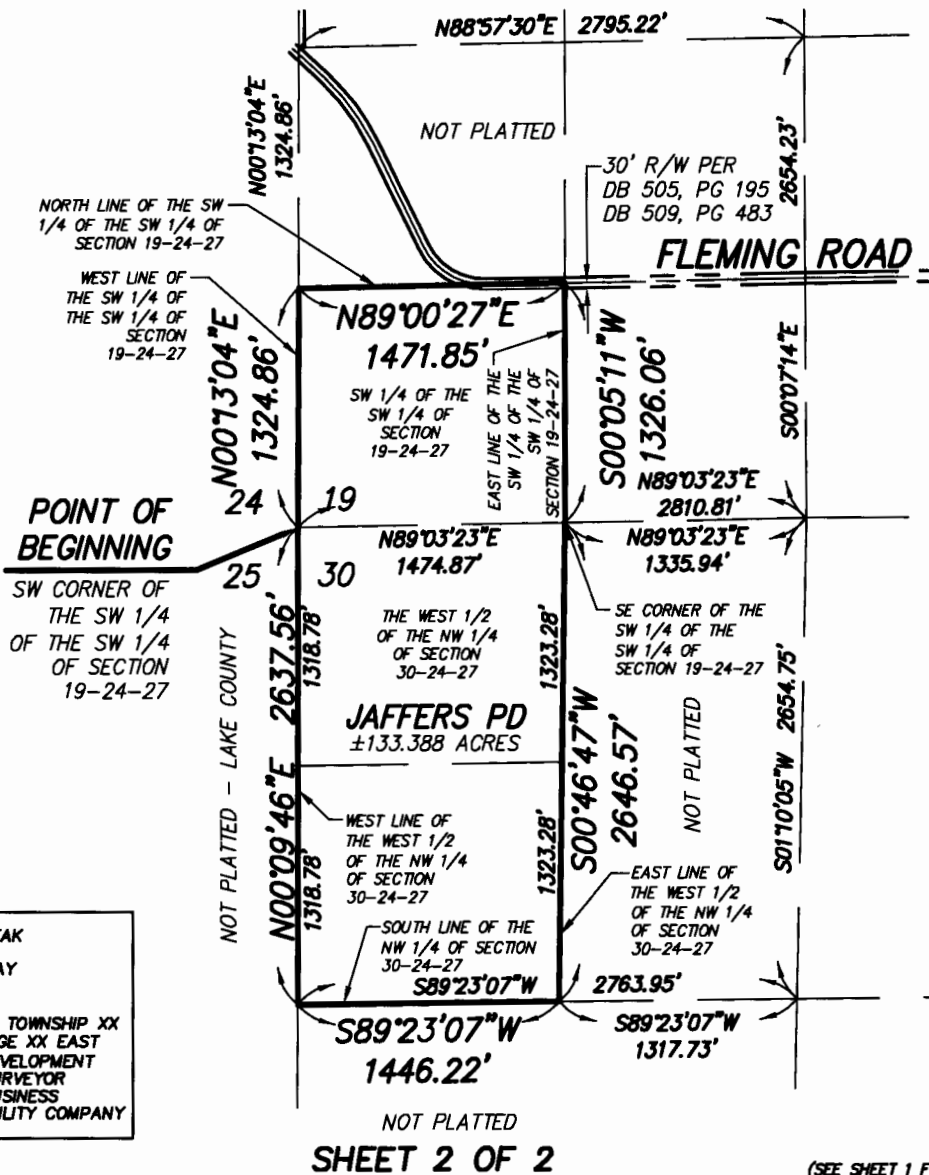 N88°57'30"E 2795.22'
N00°13'04"E
1324.86'
NOT PLATTED
2654.23'
30' R/W PER
DB 505, PG 195
DB 509, PG 483
FLEMING ROAD
NORTH LINE OF THE SW
1/4 OF THE SW 1/4 OF
SECTION 19-24-27
WEST LINE OF
THE SW 1/4 OF
THE SW 1/4 OF
SECTION
19-24-27
N00°13'04"E
1324.86'
N89°00'27"E
1471.85'
SW 1/4 OF THE
SW 1/4 OF
SECTION
19-24-27
EAST LINE OF THE
SW 1/4 OF THE
SW 1/4 OF
SECTION 19-24-27
S00°05'11"W
1326.06'
S00°07'14"E
N89°03'23"E
2810.81'
24 19
POINT OF
BEGINNING
N89°03'23"E
1474.87'
N89°03'23"E
1335.94'
25 30
SW CORNER OF
THE SW 1/4
OF THE SW 1/4
OF SECTION
19-24-27
THE WEST 1/2
OF THE NW 1/4
OF SECTION
30-24-27
SE CORNER OF THE
SW 1/4 OF THE
SW 1/4 OF
SECTION 19-24-27
NOT PLATTED - LAKE COUNTY
N00°09'46"E 2637.56'
1318.78'
1323.28'
JAFFERS PD
±133.388 ACRES
S00°46'47"W
2646.57'
NOT PLATTED
S01°10'05"W 2654.75'
WEST LINE OF
THE WEST 1/2
OF THE NW 1/4
OF SECTION
30-24-27
1318.78'
1323.28'
EAST LINE OF
THE WEST 1/2
OF THE NW 1/4
OF SECTION
30-24-27
SOUTH LINE OF THE
NW 1/4 OF SECTION
30-24-27
S89°23'07"W 2763.95'
S89°23'07"W
1446.22'
S89°23'07"W
1317.73'
TOWNSHIP XX
XX EAST
NOT PLATTED
SHEET 2 OF 2
(SEE SHEET 1